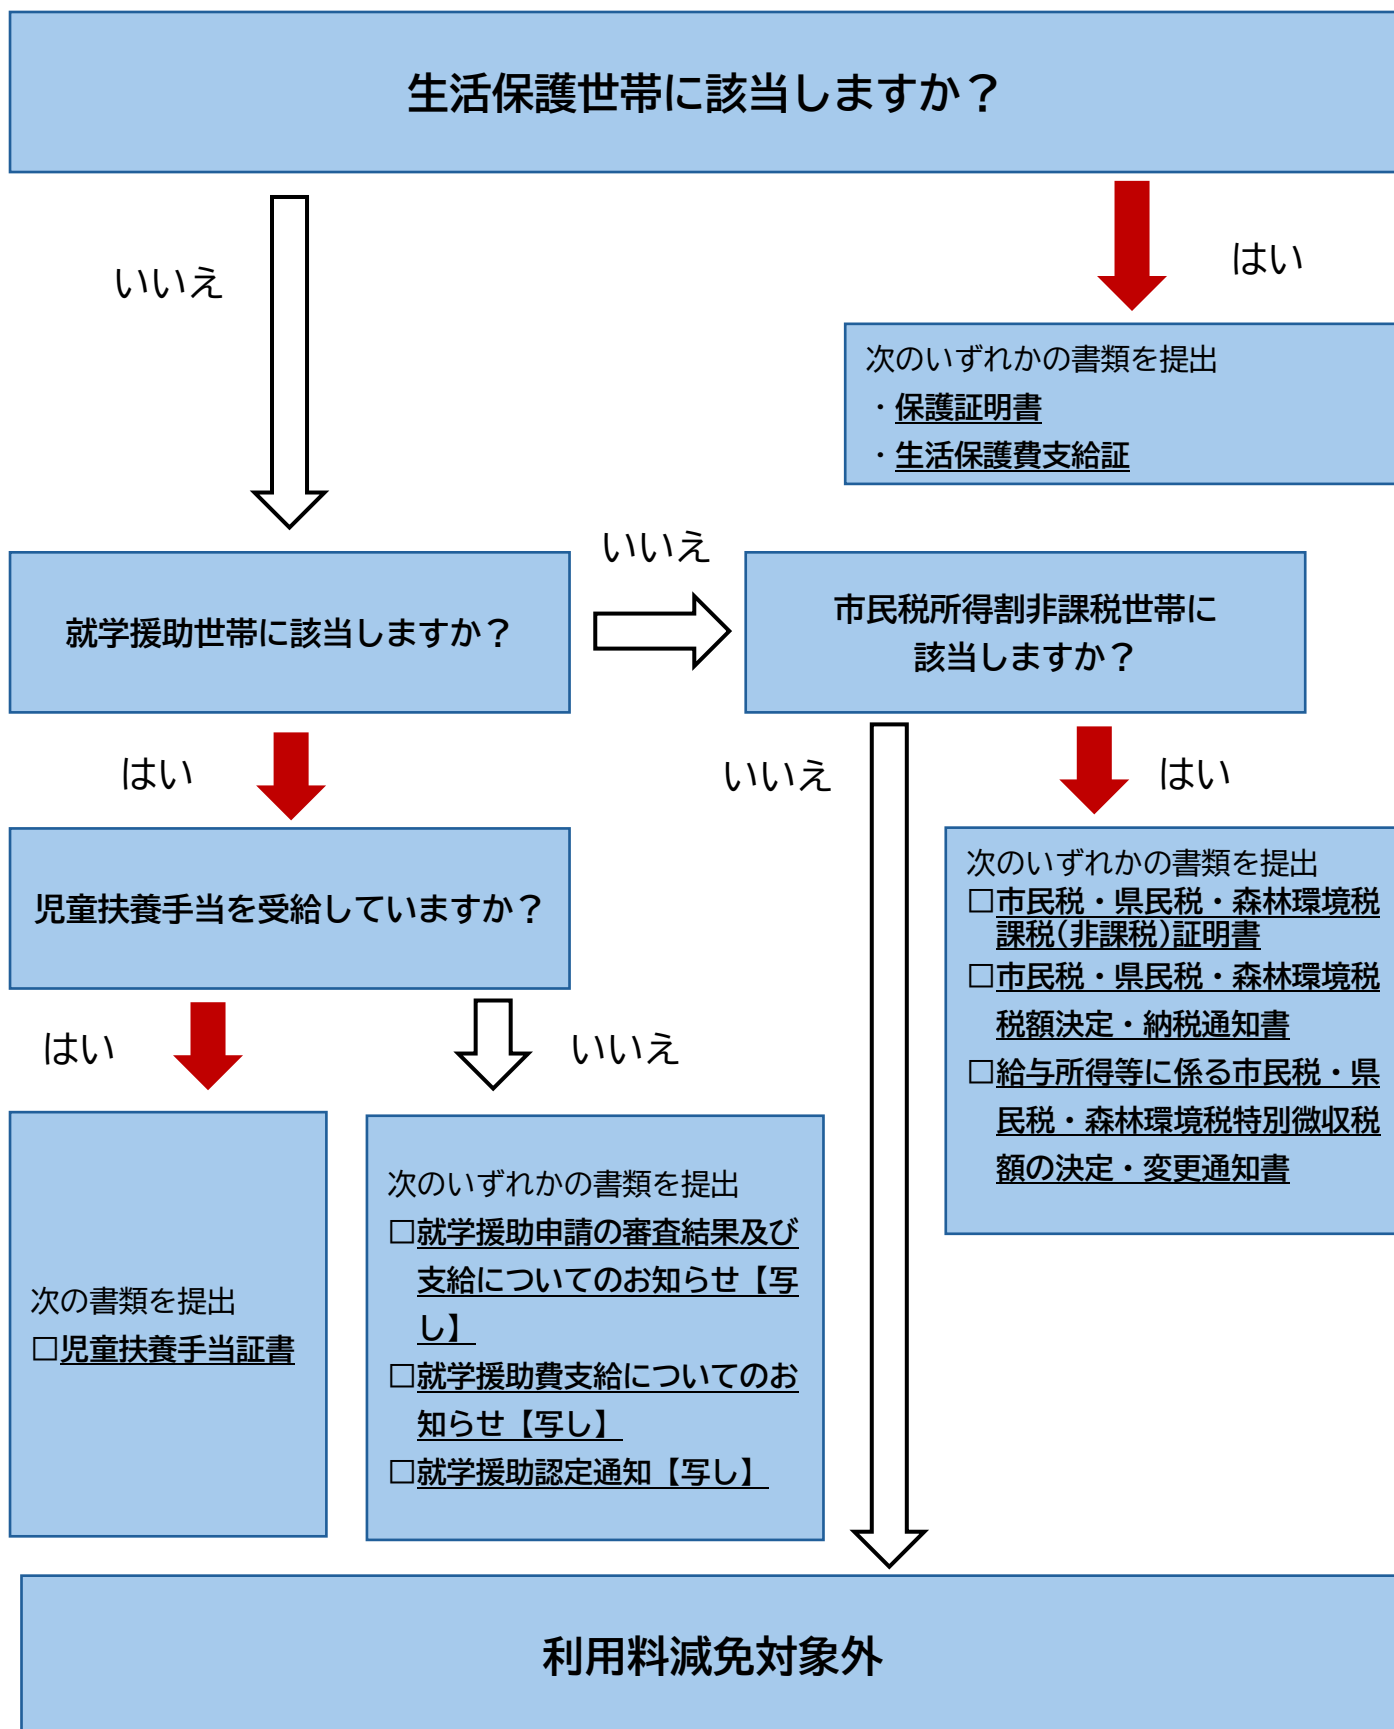 生活保護世帯に該当しますか？
いいえ
はい
次のいずれかの書類を提出
・保護証明書
・生活保護費支給証
就学援助世帯に該当しますか？
いいえ
市民税所得割非課税世帯に
該当しますか？
はい
いいえ
はい
児童扶養手当を受給していますか？
次のいずれかの書類を提出
□市民税・県民税・森林環境税
課税（非課税）証明書
□市民税・県民税・森林環境税
税額決定・納税通知書
□給与所得等に係る市民税・県
民税・森林環境税特別徴収税
額の決定・変更通知書
はい
いいえ
次の書類を提出
□児童扶養手当証書
次のいずれかの書類を提出
□就学援助申請の審査結果及び
支給についてのお知らせ【写
し】
□就学援助費支給についてのお
知らせ【写し】
□就学援助認定通知【写し】
利用料減免対象外